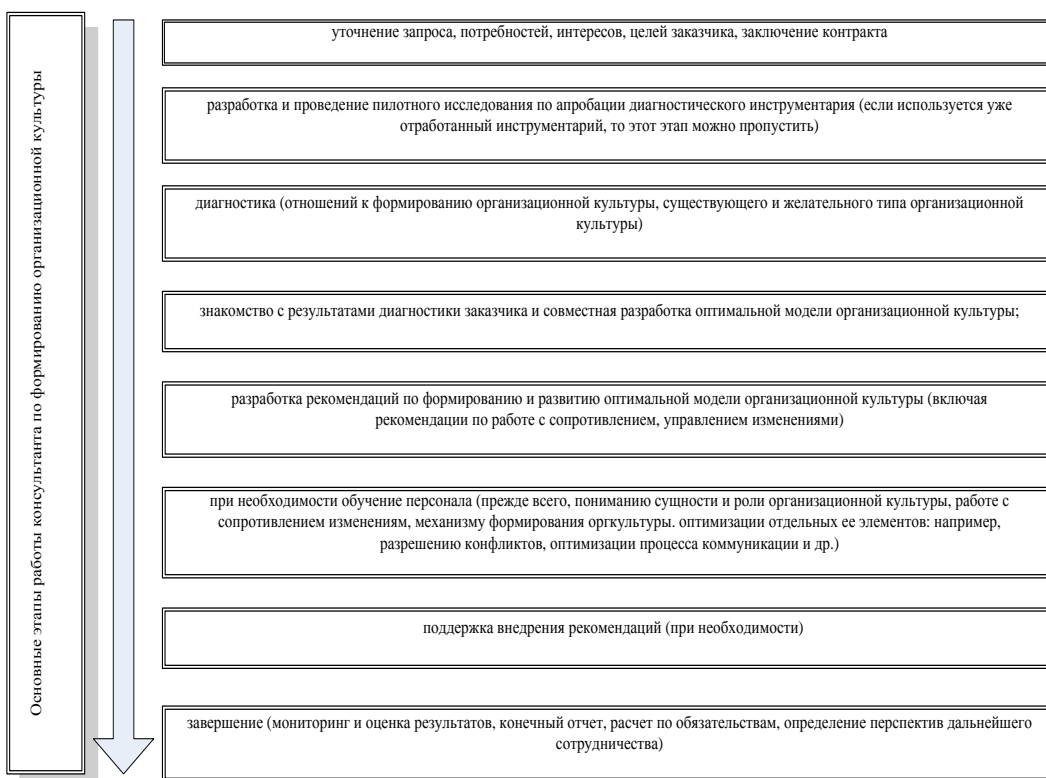 Основные этапы работы консультанта по формированию организационной культуры
уточнение запроса, потребностей, интересов, целей заказчика, заключение контракта
разработка и проведение пилотного исследования по апробации диагностического инструментария (если используется уже
отработанный инструментарий, то этот этап можно пропустить)
диагностика (отношений к формированию организационной культуры, существующего и желательного типа организационной
культуры)
знакомство с результатами диагностики заказчика и совместная разработка оптимальной модели организационной культуры;
разработка рекомендаций по формированию и развитию оптимальной модели организационной культуры (включая
рекомендации по работе с сопротивлением, управлением изменениями)
при необходимости обучение персонала (прежде всего, пониманию сущности и роли организационной культуры, работе с
сопротивлением изменениям, механизму формирования оргкультуры. оптимизации отдельных ее элементов: например,
разрешению конфликтов, оптимизации процесса коммуникации и др.)
поддержка внедрения рекомендаций (при необходимости)
завершение (мониторинг и оценка результатов, конечный отчет, расчет по обязательствам, определение перспектив дальнейшего
сотрудничества)